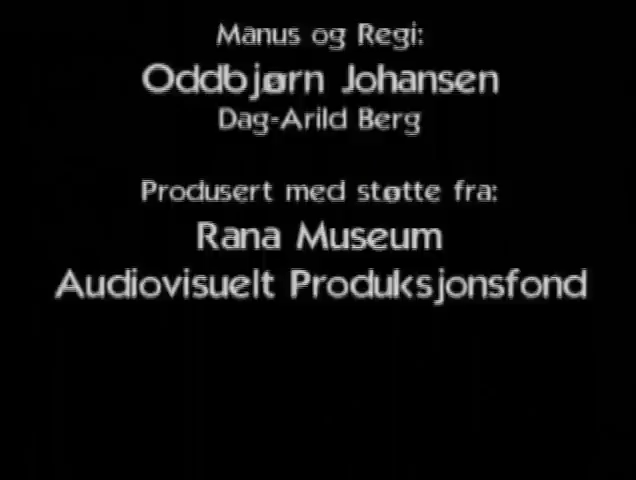 Manus og Regi:
Oddbjørn Johansen
Dag-Arild Berg
Produsert med støtte fra:
Rana Museum
Audiovisuelt Produksjonsfond